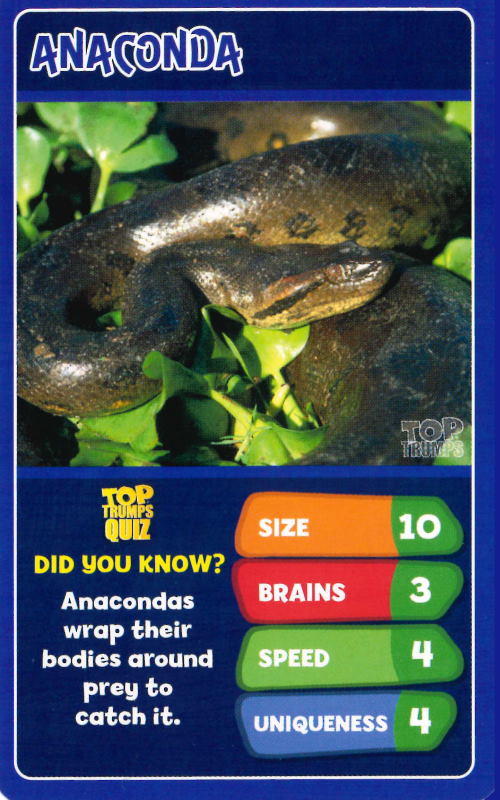 ANACONDA
TOP
TRUMPS
TOP
TRUMPS
QUIZ
DID YOU KNOW?
Anacondas
wrap their
bodies around
prey to
catch it.
SIZE 10
BRAINS 3
SPEED 4
UNIQUENESS 4